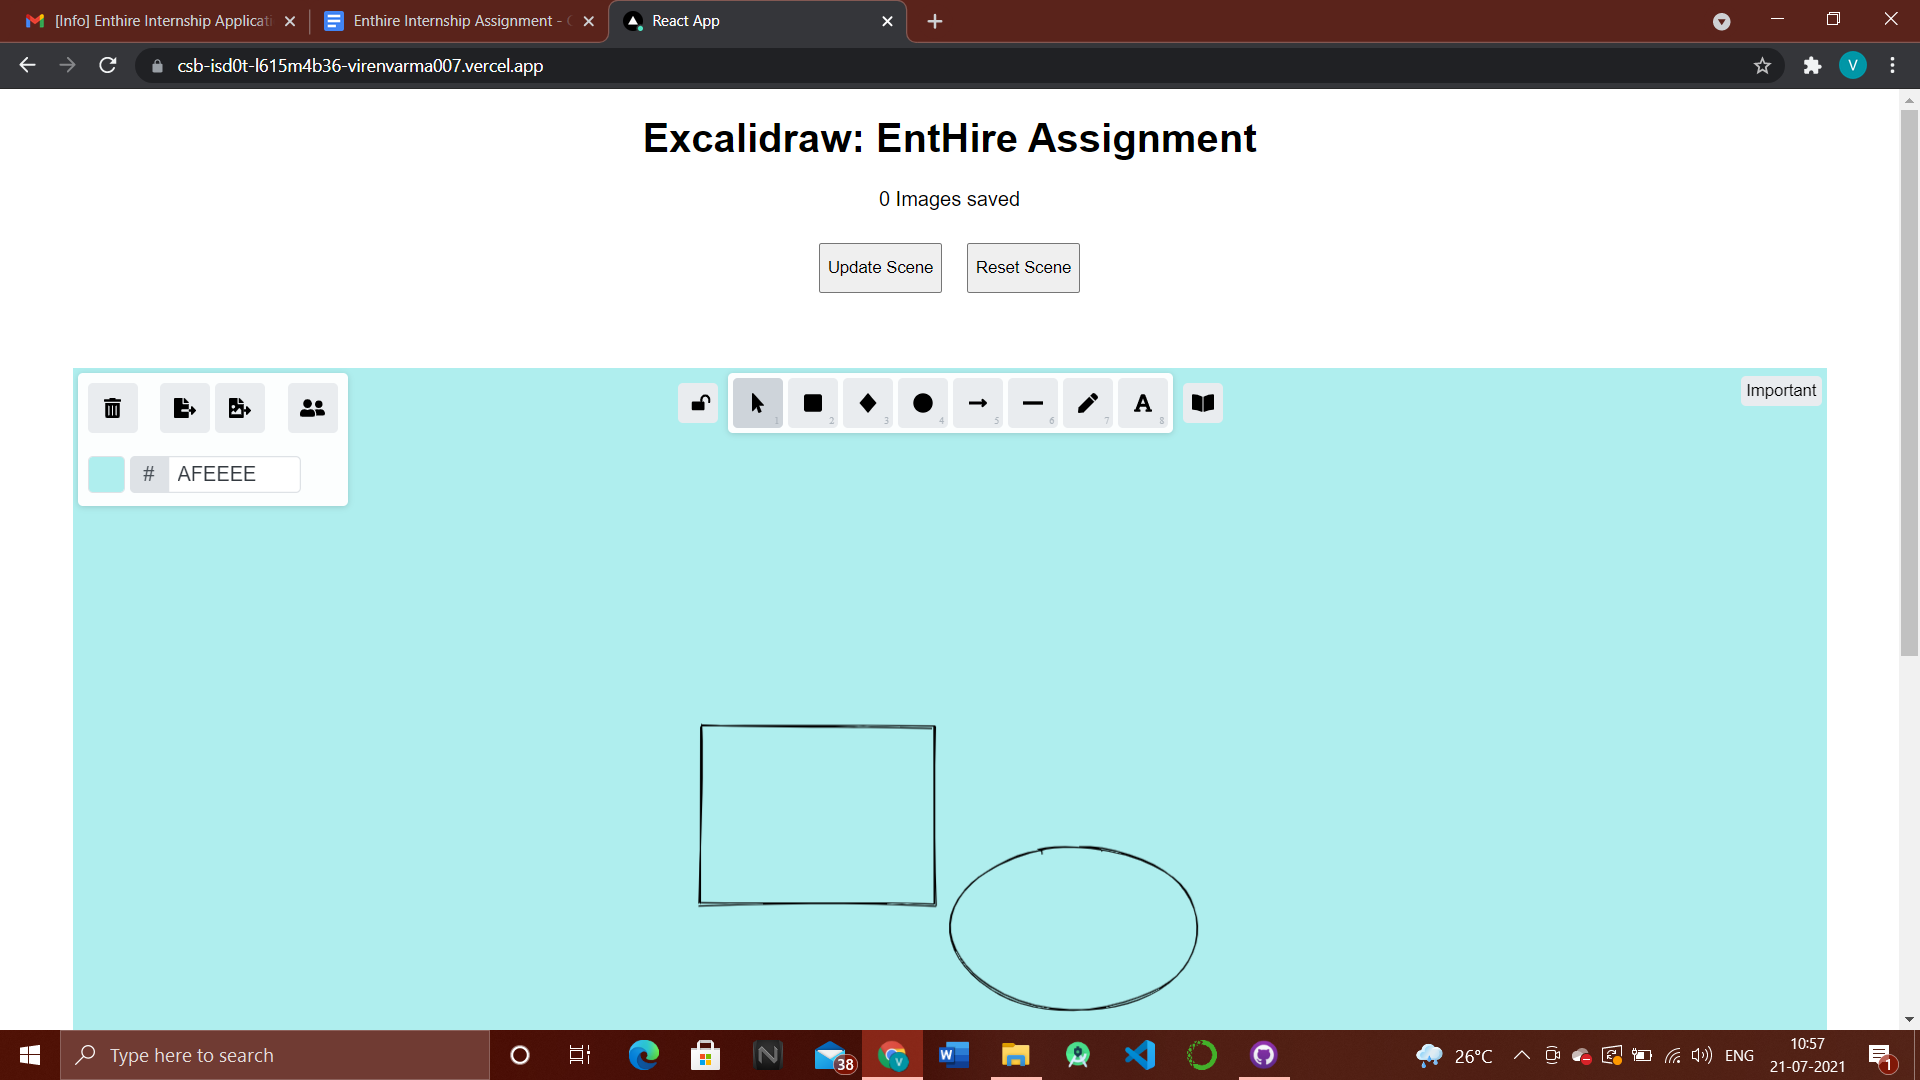 [Info] Enthire Internship Applicati
Enthire Internship Assignment -
React App
csb-isd0t-l615m4b36-virenvarma007.vercel.app
V
Excalidraw: EntHire Assignment
0 Images saved
Update Scene
Reset Scene
1
2
3
4
5
6
7
A
8
Important
# AFEEEE
Type here to search
38
V
W
26°C
ENG
10:57
21-07-2021
1